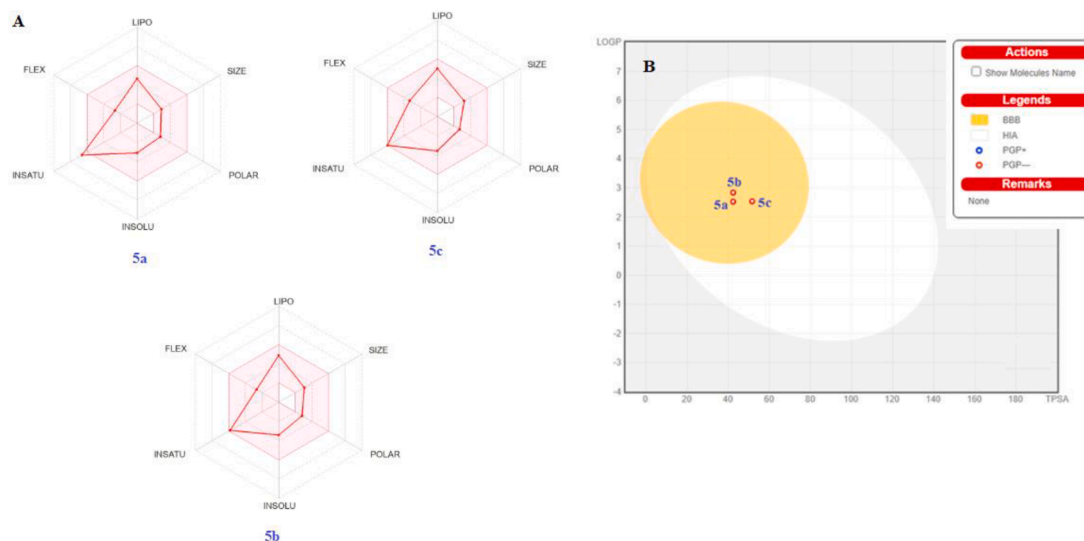 A
LIPO
FLEX
SIZE
INSATU
POLAR
INSOLU
5a
LIPO
FLEX
SIZE
INSATU
POLAR
INSOLU
5c
LIPO
FLEX
SIZE
INSATU
POLAR
INSOLU
5b
B
LOGP
7
6
5
4
3
2
1
0
-1
-2
-3
-4
0
20
40
60
80
100
120
140
160
180
TPSA
5b
5a
5c
Actions
Show Molecules Name
Legends
BBB
HIA
PGP+
PGP—
Remarks
None